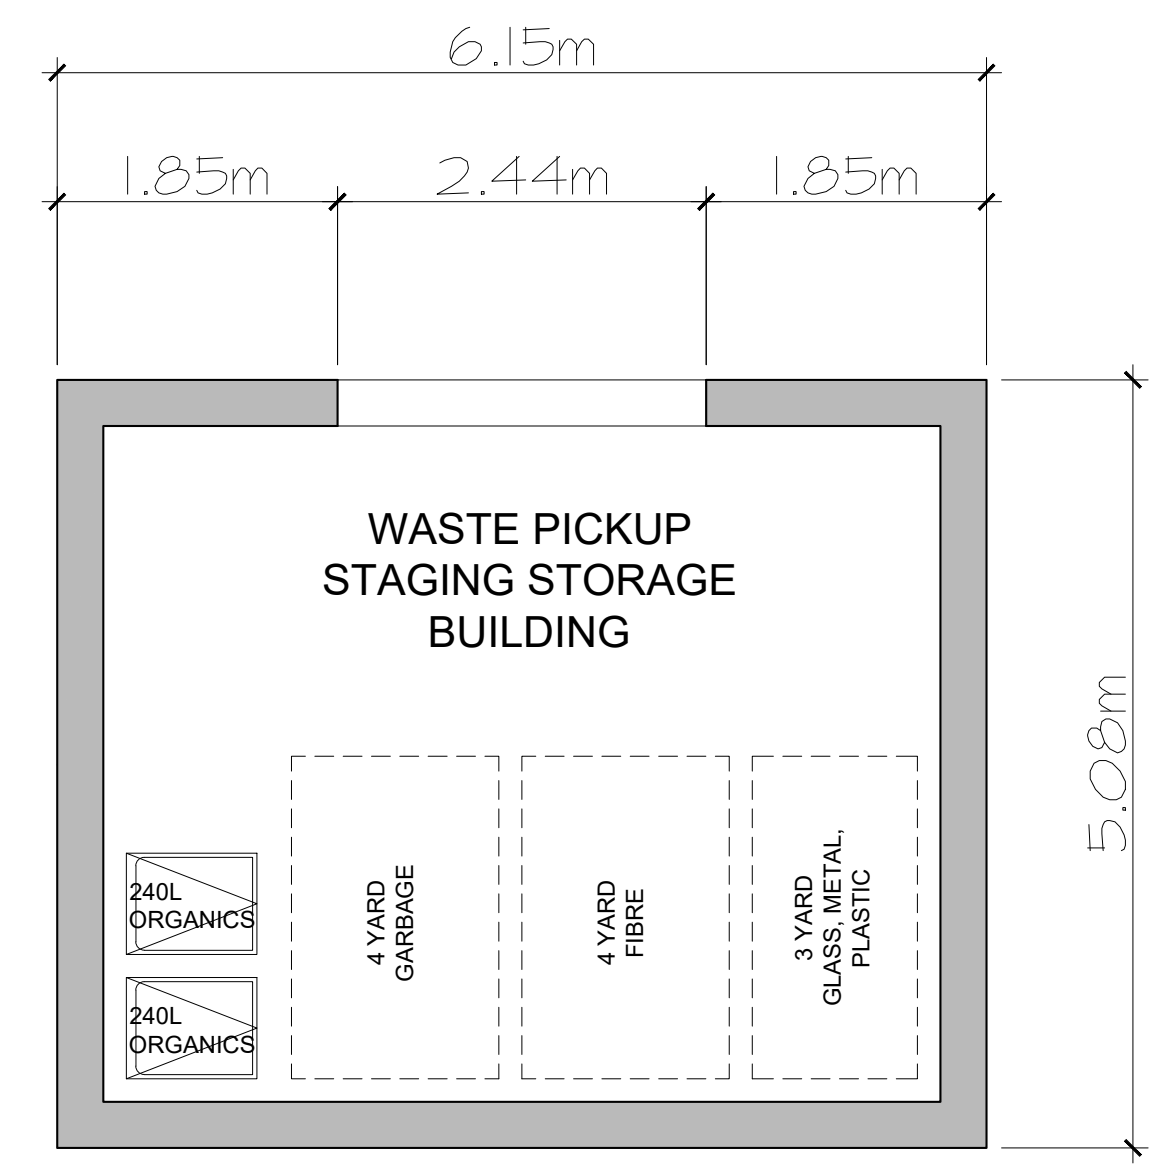 6.15m
1.85m
2.44m
1.85m
WASTE PICKUP
STAGING STORAGE
BUILDING
5.08m
240L
ORGANICS
240L
ORGANICS
4 YARD
GARBAGE
4 YARD
FIBRE
3 YARD
GLASS, METAL,
PLASTIC